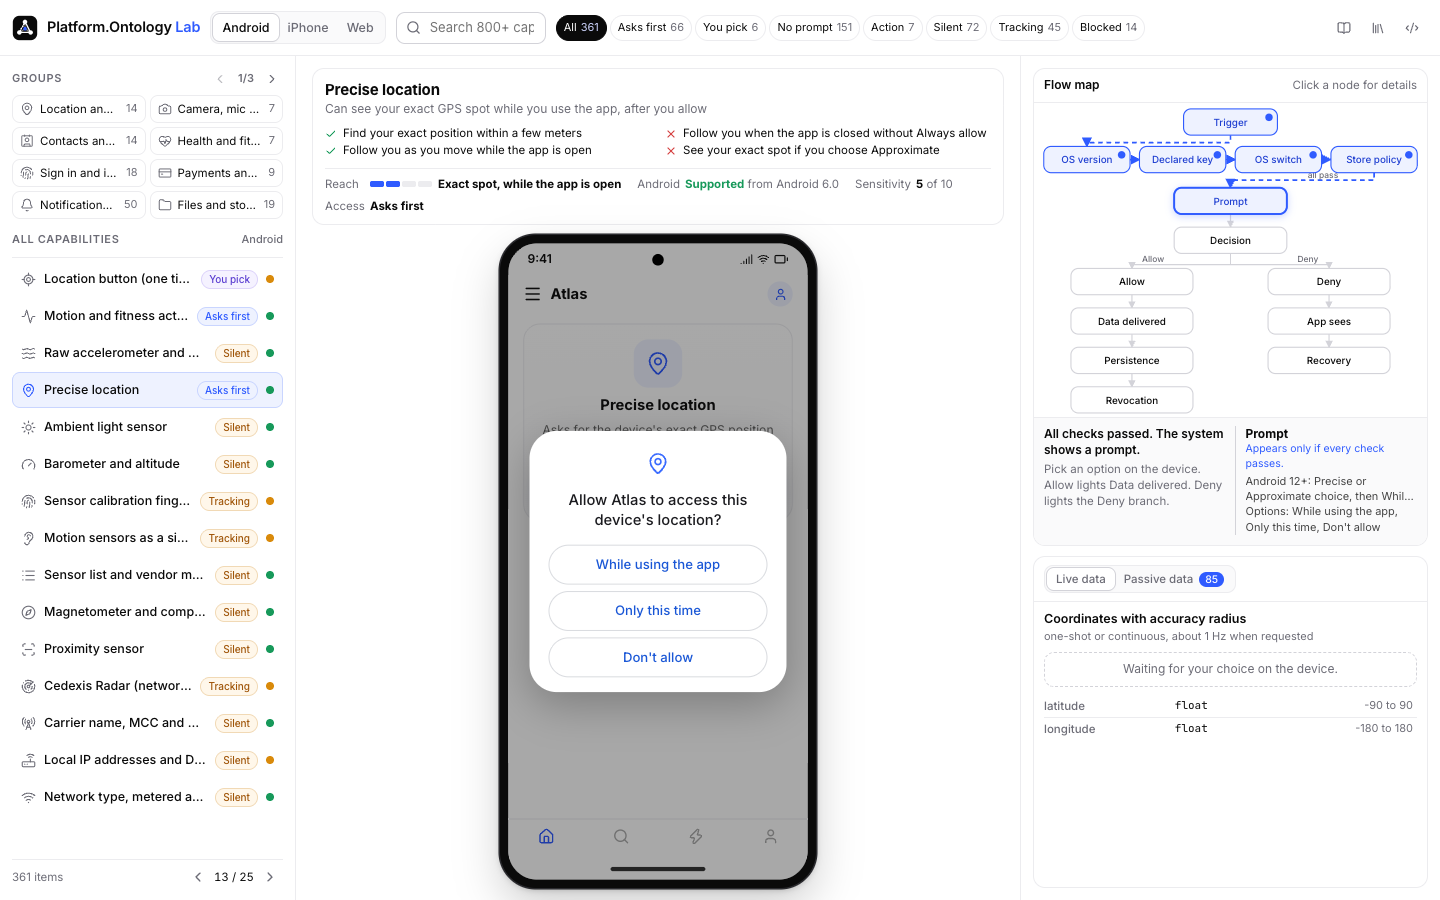 Platform.Ontology Lab
Android iPhone Web
Search 800+ cap
All 361 Asks first 66 You pick 6 No prompt 151 Action 7 Silent 72 Tracking 45 Blocked 14
GROUPS 1/3
Location an... 14
Camera, mic ... 7
Contacts an... 14
Health and fit... 7
Sign in and i... 18
Payments an... 9
Notification... 50
Files and sto... 19
ALL CAPABILITIES Android
Location button (one ti... You pick
Motion and fitness act... Asks first
Raw accelerometer and ... Silent
Precise location Asks first
Ambient light sensor Silent
Barometer and altitude Silent
Sensor calibration fing... Tracking
Motion sensors as a si... Tracking
Sensor list and vendor m... Silent
Magnetometer and comp... Silent
Proximity sensor Silent
Cedexis Radar (networ... Tracking
Carrier name, MCC and ... Silent
Local IP addresses and D... Silent
Network type, metered a... Silent
361 items 13 / 25
Precise location
Can see your exact GPS spot while you use the app, after you allow
Find your exact position within a few meters
Follow you when the app is closed without Always allow
Follow you as you move while the app is open
See your exact spot if you choose Approximate
Reach Exact spot, while the app is open Android Supported from Android 6.0 Sensitivity 5 of 10
Access Asks first
9:41
Atlas
Precise location
Asks for the device's exact GPS position
Allow Atlas to access this
device's location?
While using the app
Only this time
Don't allow
Flow map Click a node for details
Trigger
OS version Declared key OS switch Store policy
all pass
Prompt
Decision
Allow Deny
Allow Deny
Data delivered App sees
Persistence Recovery
Revocation
All checks passed. The system
shows a prompt.
Pick an option on the device.
Allow lights Data delivered. Deny
lights the Deny branch.
Prompt
Appears only if every check
passes.
Android 12+: Precise or
Approximate choice, then Whil...
Options: While using the app,
Only this time, Don't allow
Live data Passive data 85
Coordinates with accuracy radius
one-shot or continuous, about 1 Hz when requested
Waiting for your choice on the device.
latitude float -90 to 90
longitude float -180 to 180